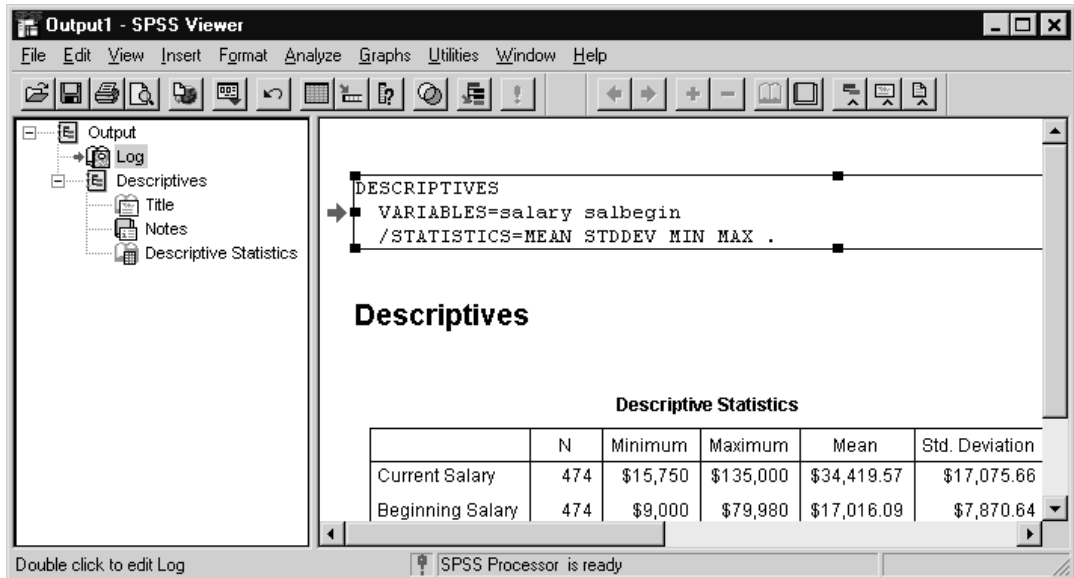 Output1 - SPSS Viewer
File Edit View Insert Format Analyze Graphs Utilities Window Help
Output
Log
Descriptives
Title
Notes
Descriptive Statistics
DESCRIPTIVES
VARIABLES=salary salbegin
/STATISTICS=MEAN STDDEV MIN MAX .
Descriptives
Descriptive Statistics
N Minimum Maximum Mean Std. Deviation
Current Salary 474 $15,750 $135,000 $34,419.57 $17,075.66
Beginning Salary 474 $9,000 $79,980 $17,016.09 $7,870.64
Double click to edit Log SPSS Processor is ready